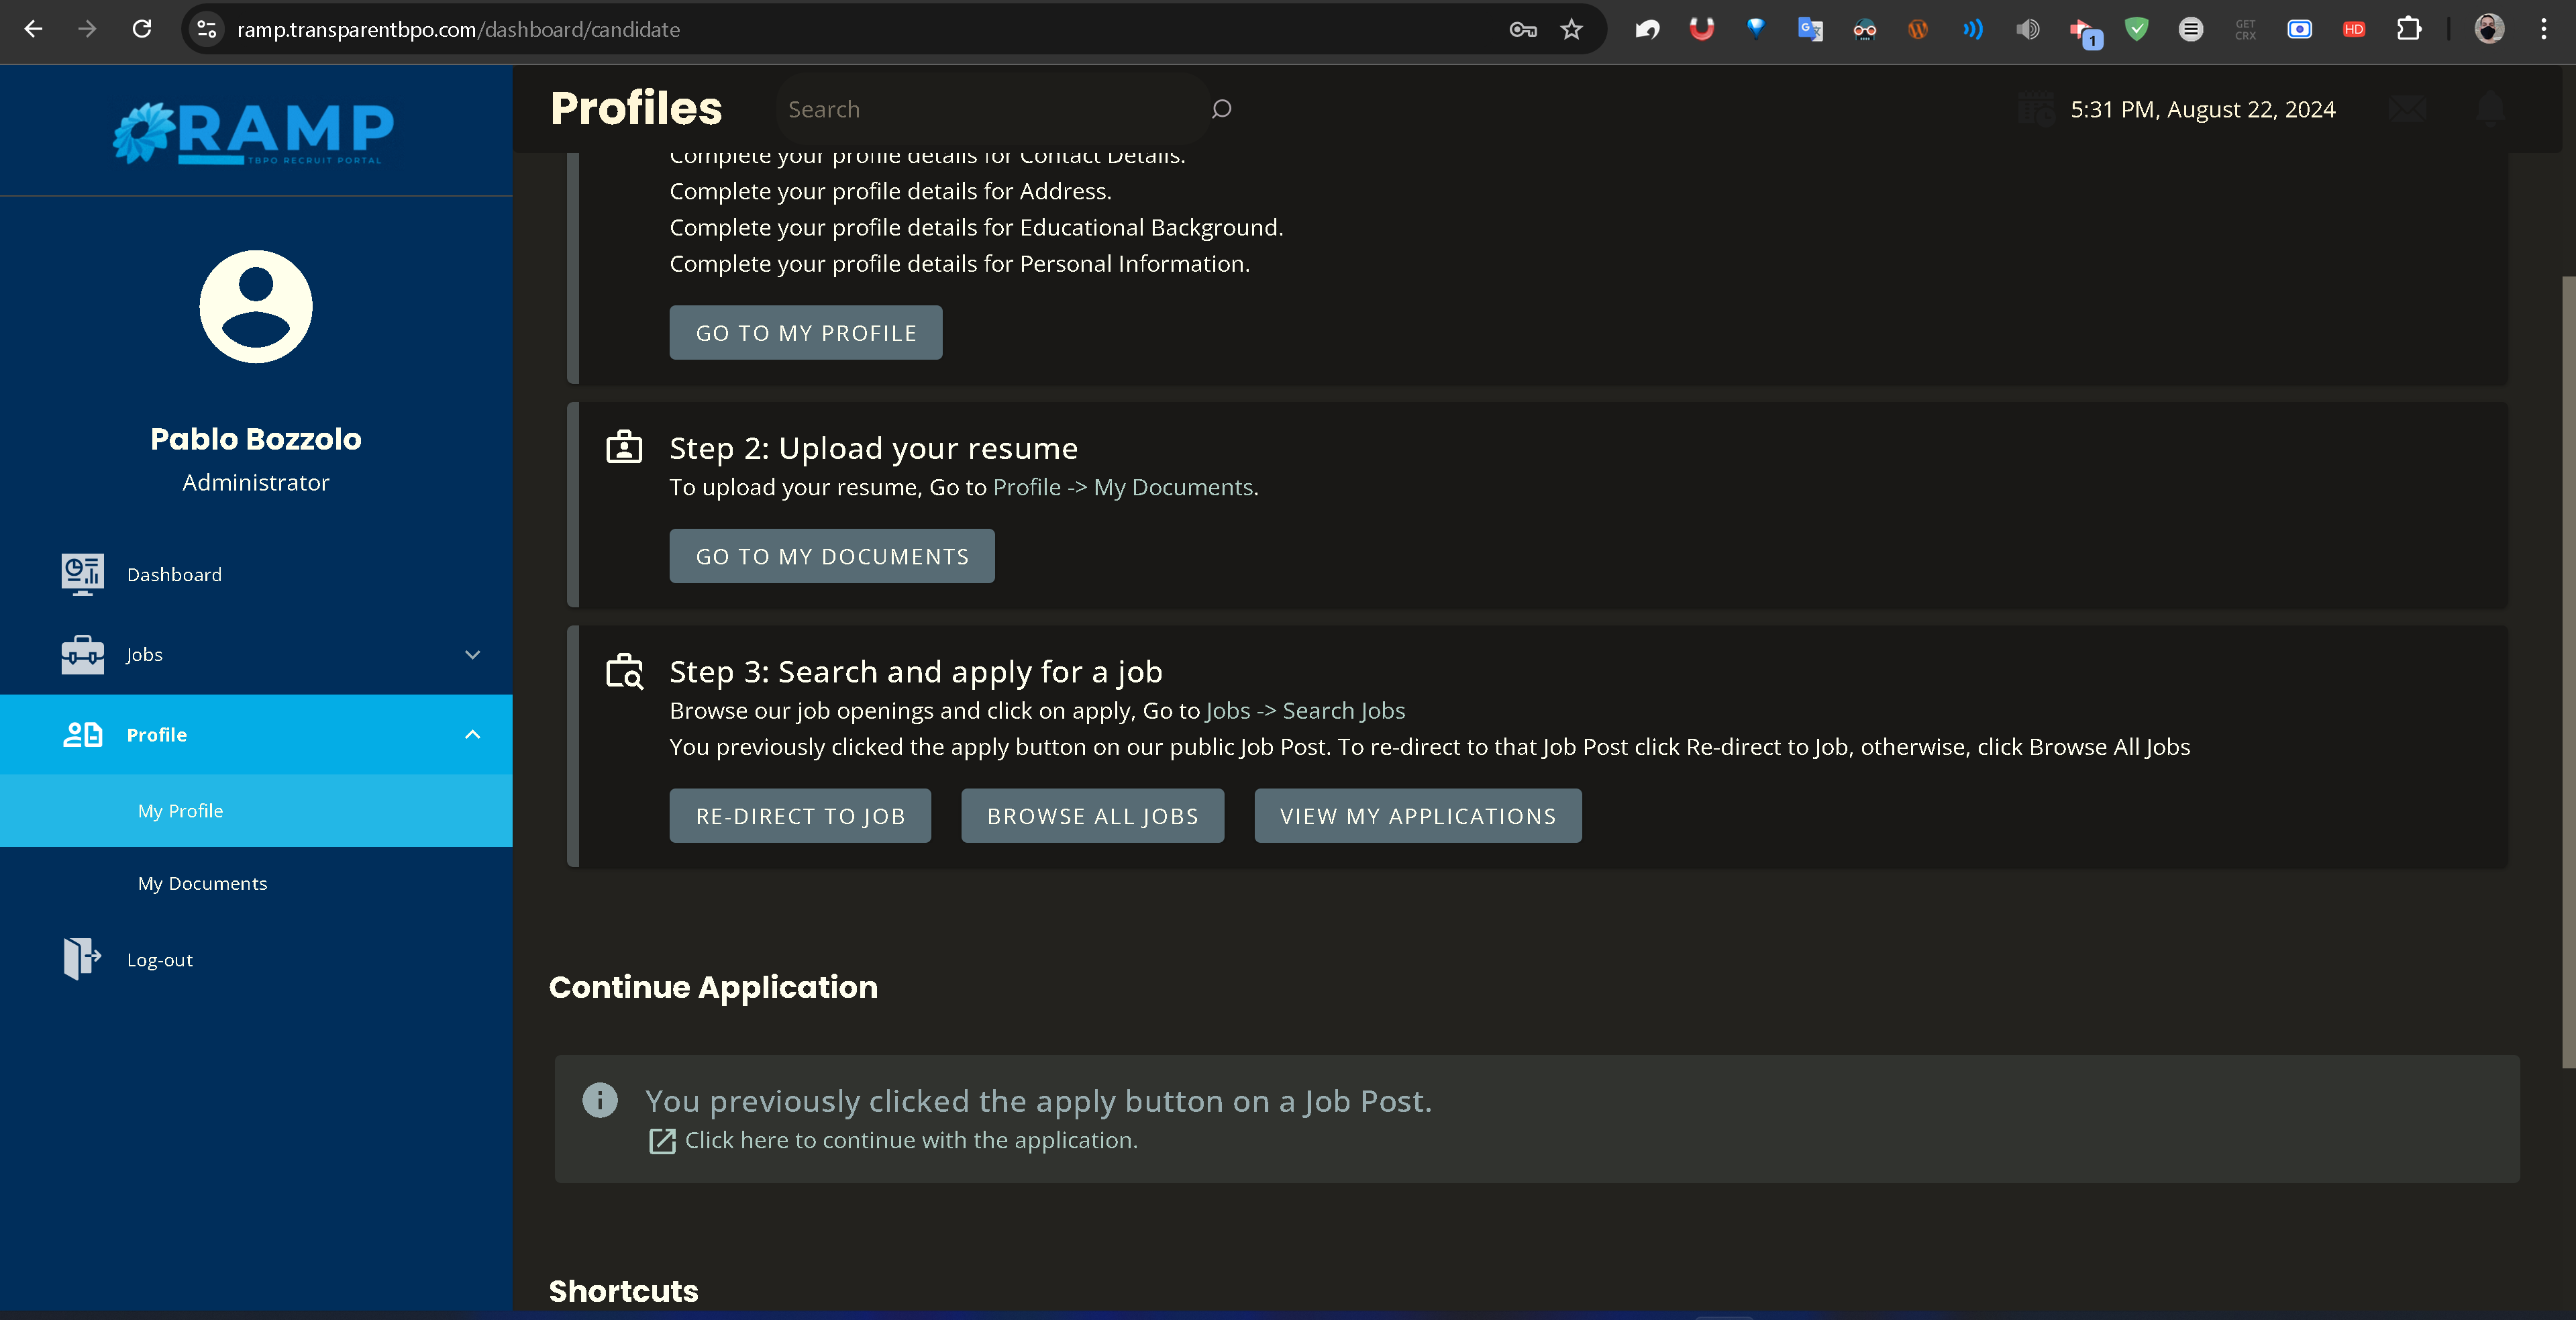 ramp.transparentbpo.com/dashboard/candidate
GET
CRX
HD
1
RAMP
TBPO RECRUIT PORTAL
Profiles
Search
5:31 PM, August 22, 2024
Pablo Bozzolo
Administrator
Dashboard
Jobs
Profile
My Profile
My Documents
Log-out
Complete your profile details for Contact Details.
Complete your profile details for Address.
Complete your profile details for Educational Background.
Complete your profile details for Personal Information.
GO TO MY PROFILE
Step 2: Upload your resume
To upload your resume, Go to Profile -> My Documents.
GO TO MY DOCUMENTS
Step 3: Search and apply for a job
Browse our job openings and click on apply, Go to Jobs -> Search Jobs
You previously clicked the apply button on our public Job Post. To re-direct to that Job Post click Re-direct to Job, otherwise, click Browse All Jobs
RE-DIRECT TO JOB
BROWSE ALL JOBS
VIEW MY APPLICATIONS
Continue Application
You previously clicked the apply button on a Job Post.
Click here to continue with the application.
Shortcuts